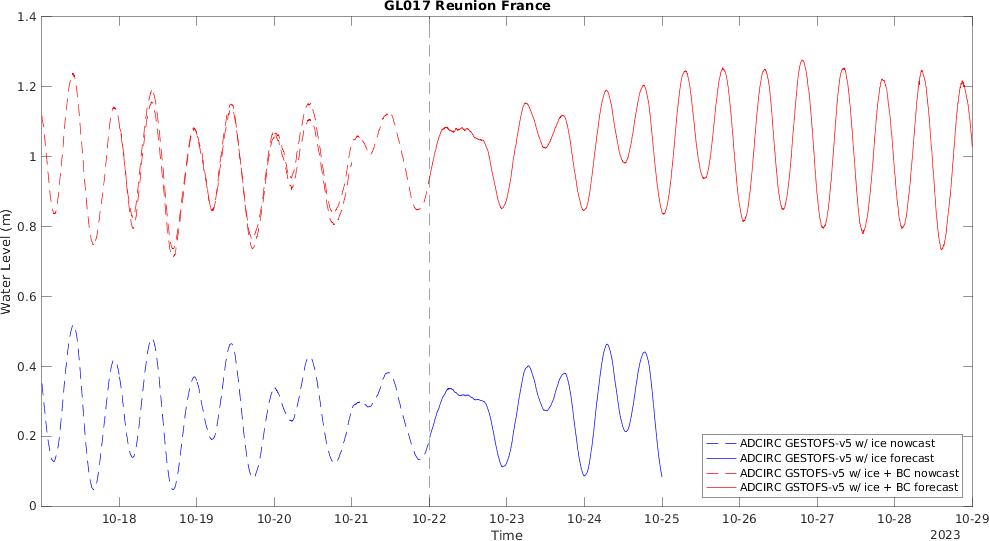 GL017 Reunion France
1.4
1.2
1
0.8
0.6
0.4
0.2
0
Water Level (m)
ADCIRC GESTOFS-v5 w/ ice nowcast
ADCIRC GESTOFS-v5 w/ ice forecast
ADCIRC GSTOFS-v5 w/ ice + BC nowcast
ADCIRC GSTOFS-v5 w/ ice + BC forecast
10-18 10-19 10-20 10-21 10-22 10-23 10-24 10-25 10-26 10-27 10-28 10-29
Time
2023